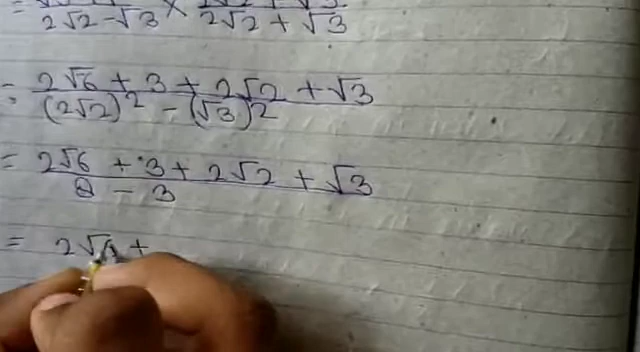 = / 2√2 - √3 × / 2√2 + √3
= 2√6 + 3 + 2√2 + √3 / (2√2)² - (√3)²
= 2√6 + 3 + 2√2 + √3 / 8 - 3
= 2√6 +